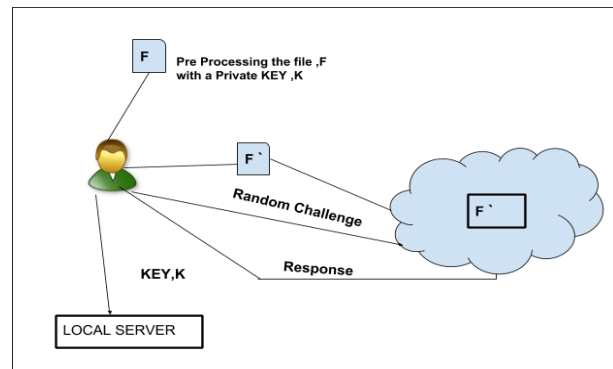 F
Pre Processing the file ,F
with a Private KEY ,K
F `
Random Challenge
F `
Response
KEY,K
LOCAL SERVER